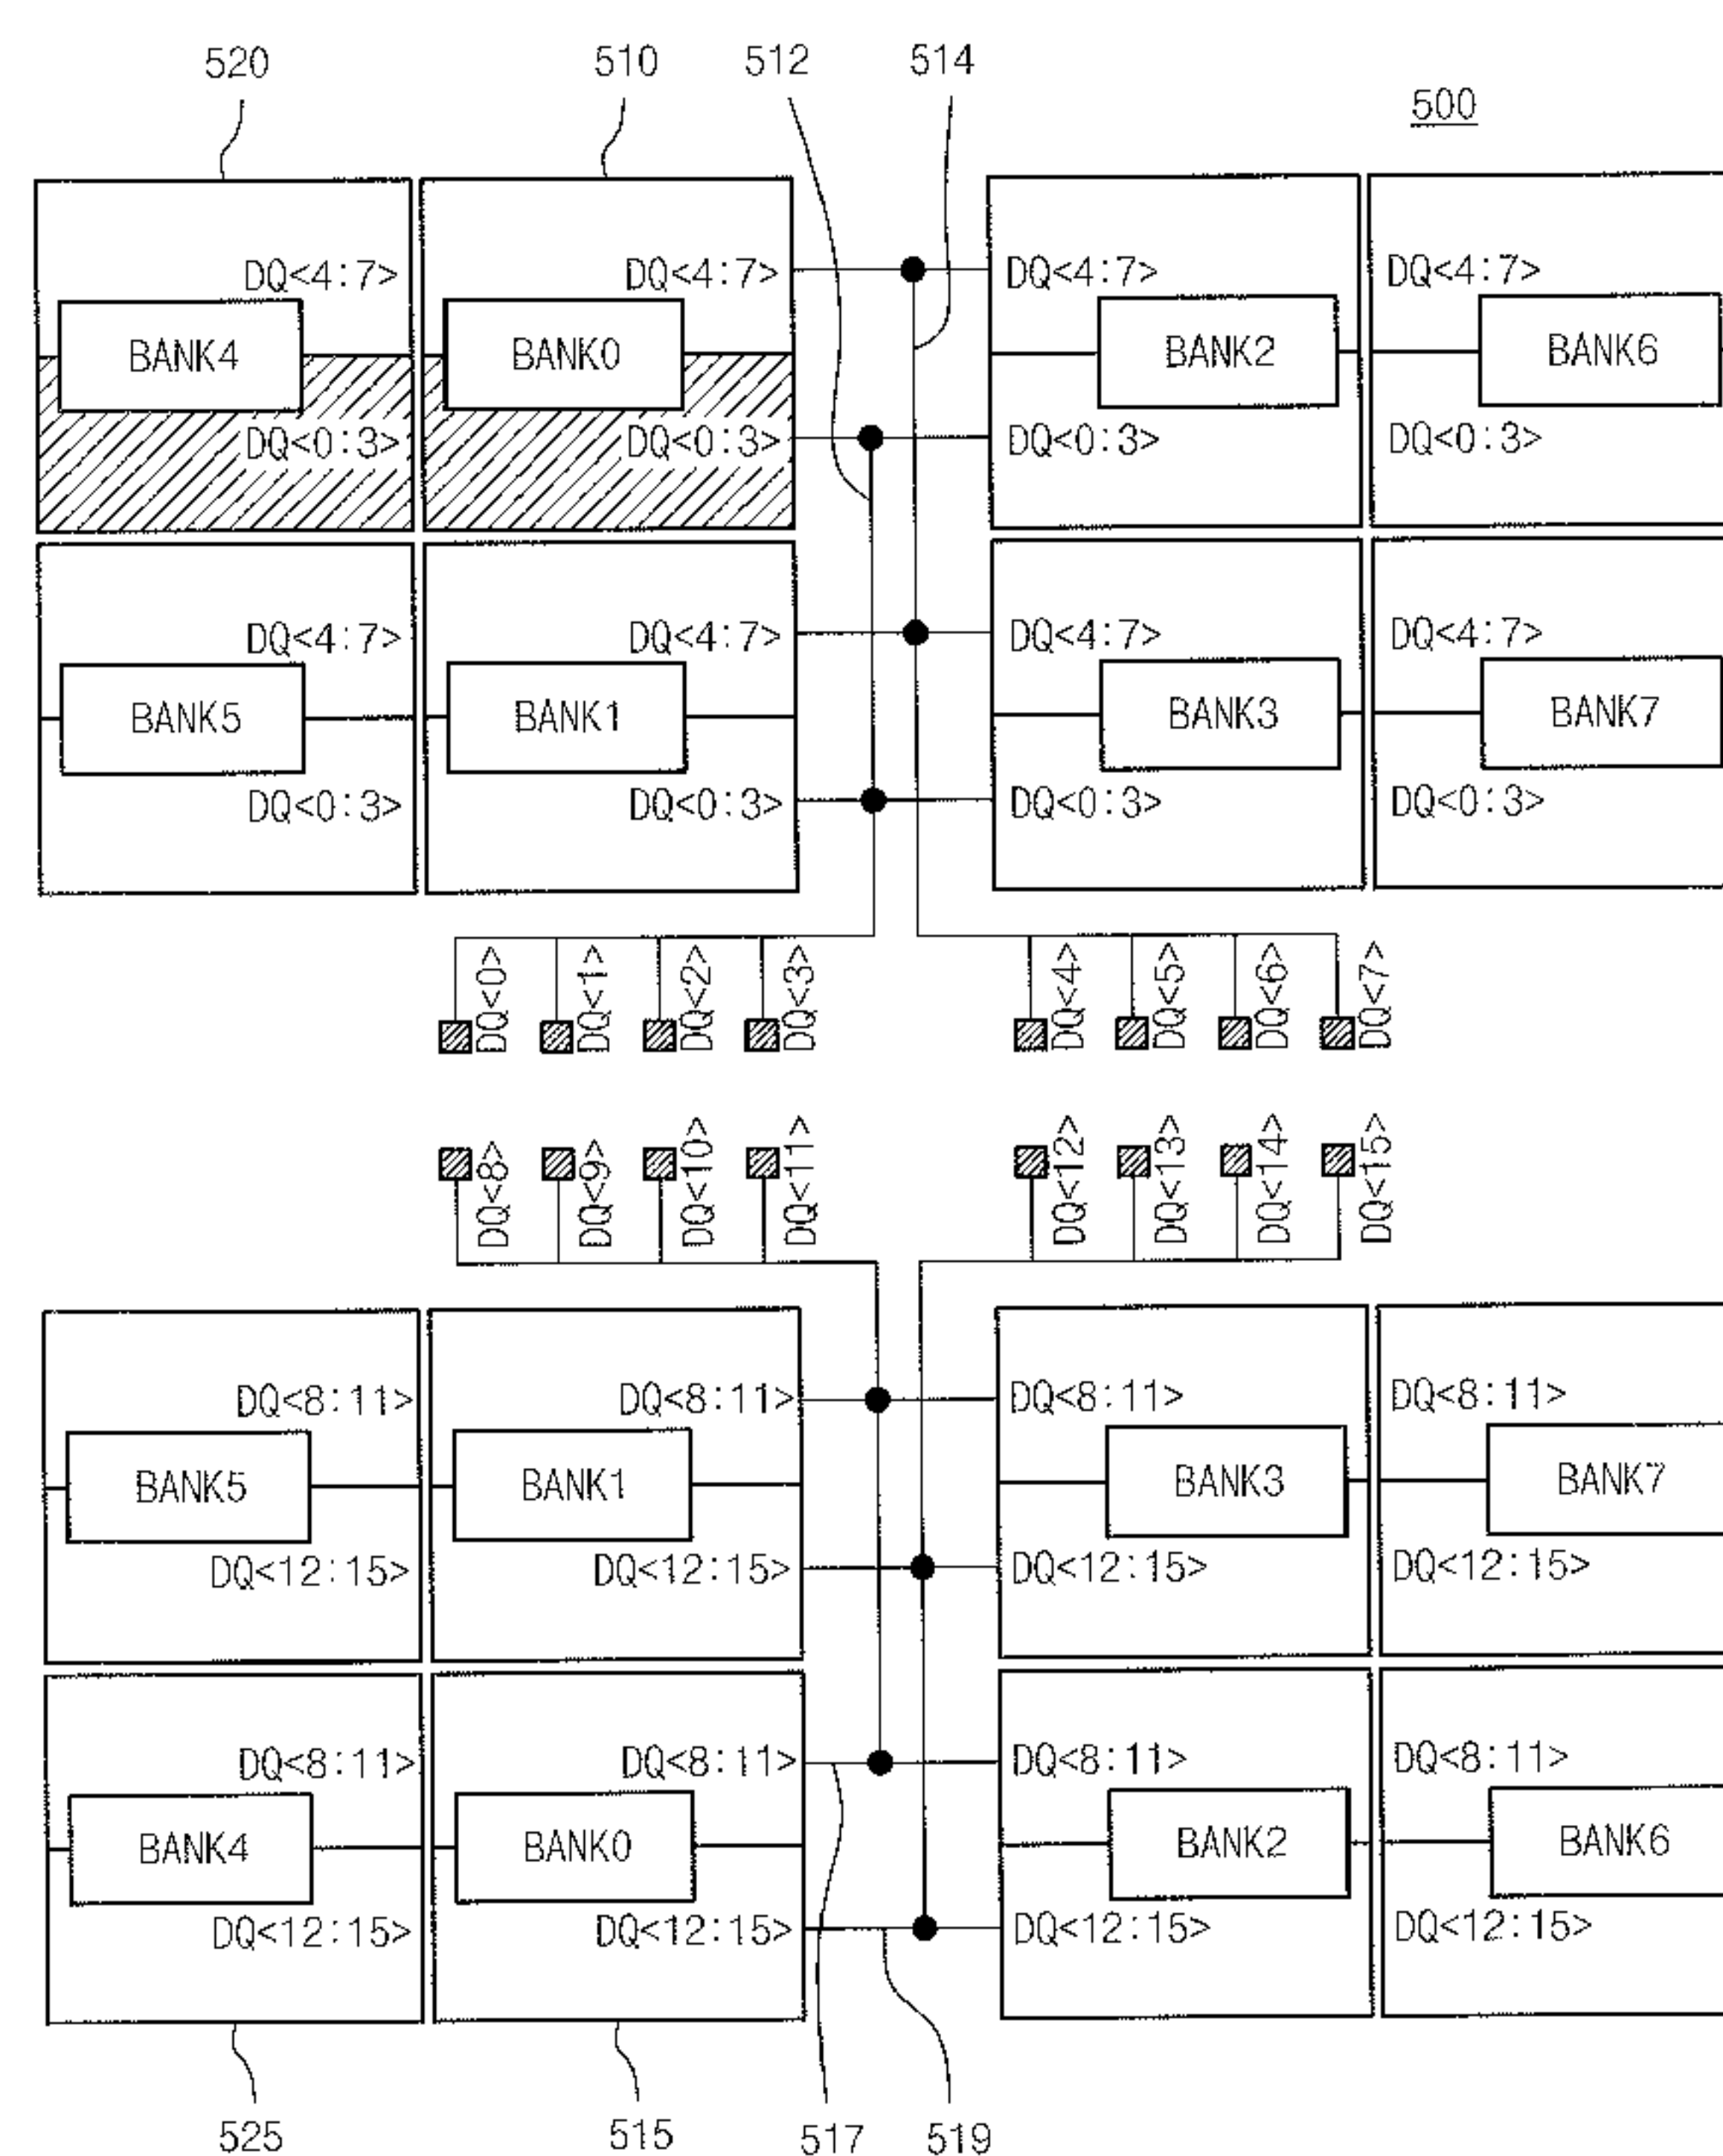 520 510 512 514
500
DQ<4:7> DQ<4:7> DQ<4:7> DQ<4:7>
BANK4 BANK0 BANK2 BANK6
DQ<0:3> DQ<0:3> DQ<0:3> DQ<0:3>
DQ<4:7> DQ<4:7> DQ<4:7> DQ<4:7>
BANK5 BANK1 BANK3 BANK7
DQ<0:3> DQ<0:3> DQ<0:3> DQ<0:3>
DQ<0> DQ<1> DQ<2> DQ<3> DQ<4> DQ<5> DQ<6> DQ<7>
DQ<8> DQ<9> DQ<10> DQ<11> DQ<12> DQ<13> DQ<14> DQ<15>
DQ<8:11> DQ<8:11> DQ<8:11> DQ<8:11>
BANK5 BANK1 BANK3 BANK7
DQ<12:15> DQ<12:15> DQ<12:15> DQ<12:15>
DQ<8:11> DQ<8:11> DQ<8:11> DQ<8:11>
BANK4 BANK0 BANK2 BANK6
DQ<12:15> DQ<12:15> DQ<12:15> DQ<12:15>
525 515 517 519